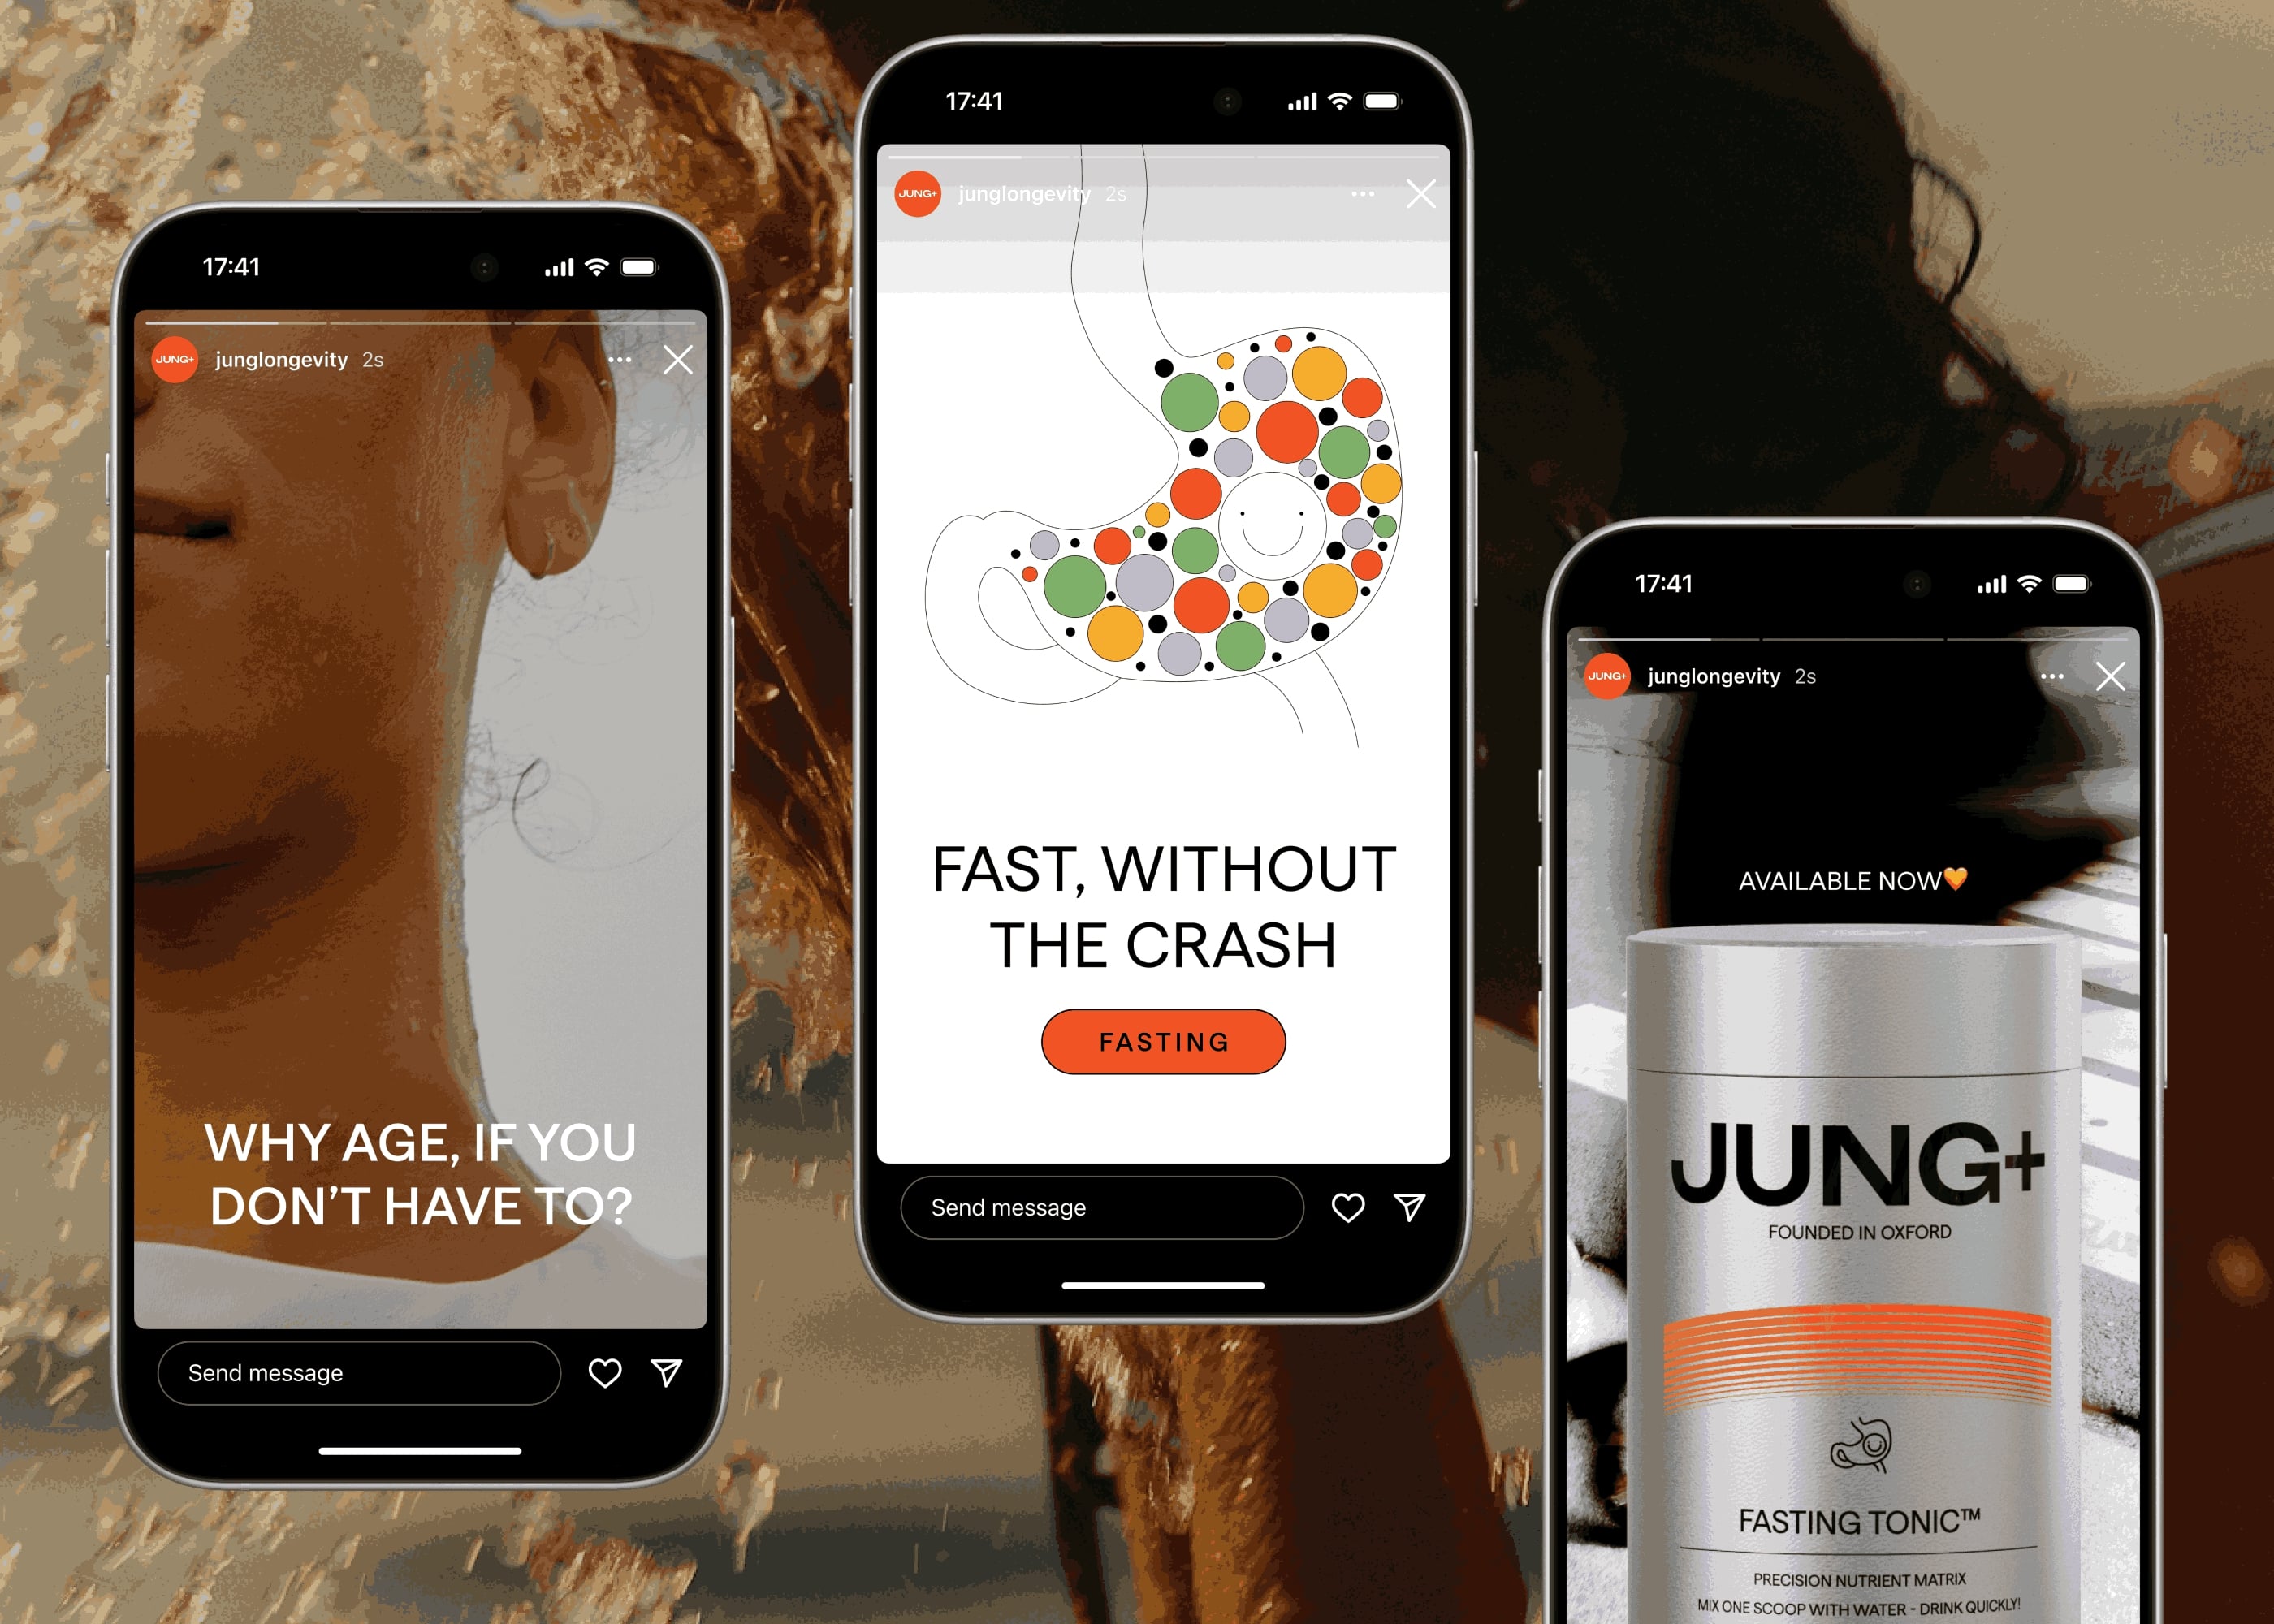 17:41
JUNG+ junglongevity 2s
WHY AGE, IF YOU
DON’T HAVE TO?
Send message
17:41
JUNG+ junglongevity 2s
FAST, WITHOUT
THE CRASH
FASTING
Send message
17:41
JUNG+ junglongevity 2s
AVAILABLE NOW🧡
JUNG+
FOUNDED IN OXFORD
FASTING TONIC™
PRECISION NUTRIENT MATRIX
MIX ONE SCOOP WITH WATER - DRINK QUICKLY!